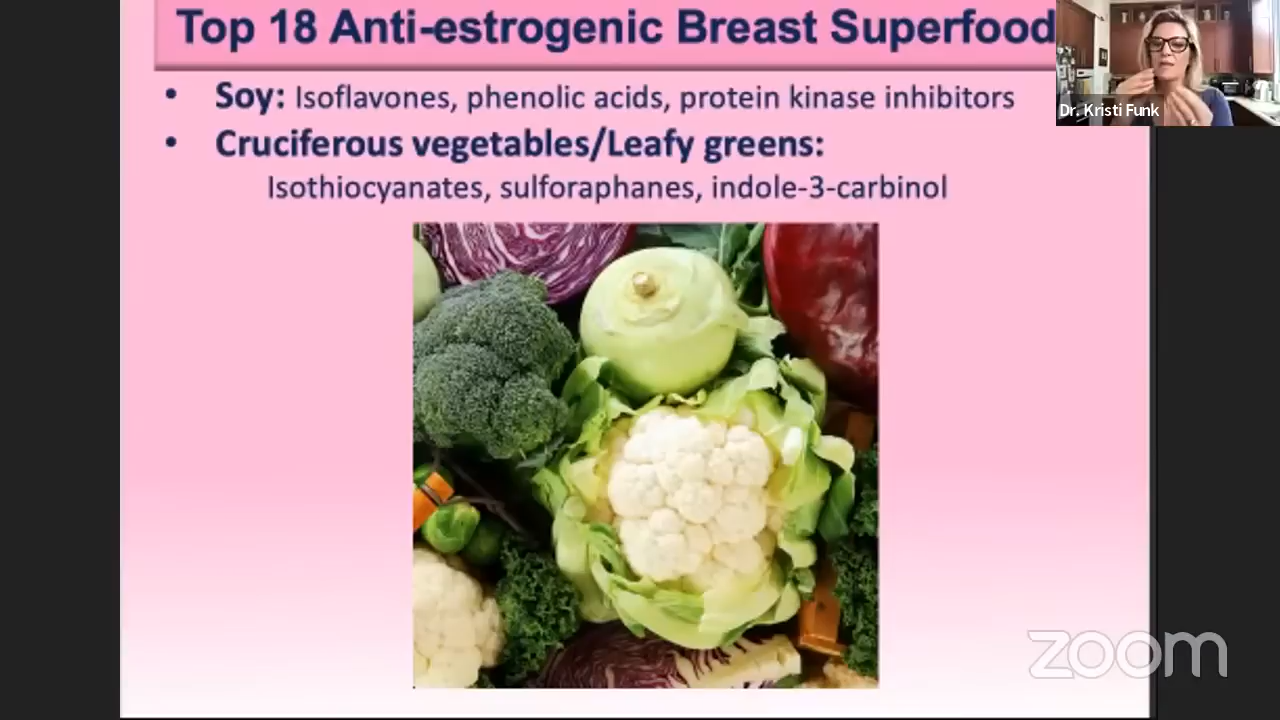 Top 18 Anti-estrogenic Breast Superfood
• Soy: Isoflavones, phenolic acids, protein kinase inhibitors
• Cruciferous vegetables/Leafy greens:
Isothiocyanates, sulforaphanes, indole-3-carbinol
Dr. Kristi Funk
zoom